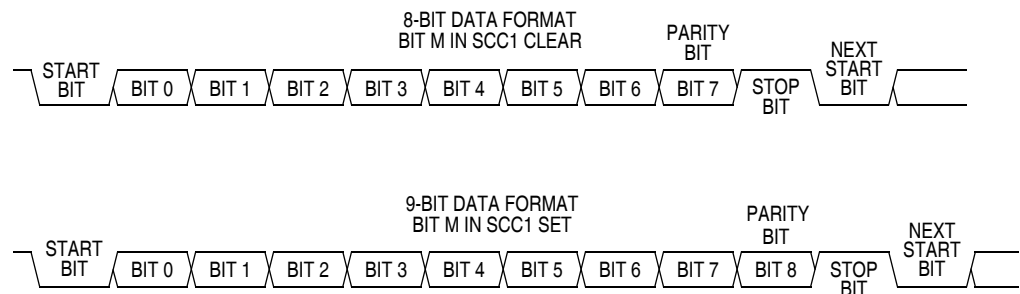 8-BIT DATA FORMAT
BIT M IN SCC1 CLEAR
PARITY
BIT
START
BIT
BIT 0
BIT 1
BIT 2
BIT 3
BIT 4
BIT 5
BIT 6
BIT 7
STOP
BIT
NEXT
START
BIT
9-BIT DATA FORMAT
BIT M IN SCC1 SET
PARITY
BIT
START
BIT
BIT 0
BIT 1
BIT 2
BIT 3
BIT 4
BIT 5
BIT 6
BIT 7
BIT 8
STOP
BIT
NEXT
START
BIT